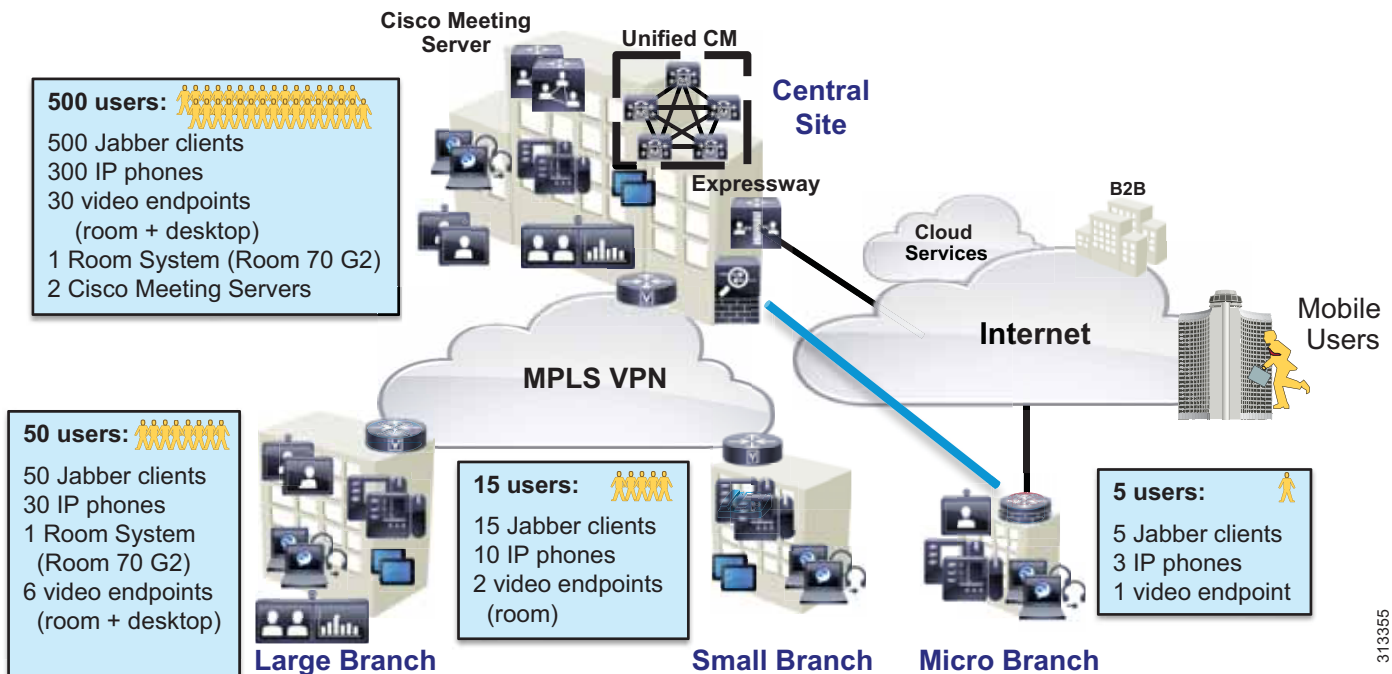 Cisco Meeting
Server
Unified CM
Central
Site
500 users:
500 Jabber clients
300 IP phones
30 video endpoints
(room + desktop)
1 Room System (Room 70 G2)
2 Cisco Meeting Servers
Expressway
B2B
Cloud
Services
Internet
Mobile
Users
MPLS VPN
50 users:
50 Jabber clients
30 IP phones
1 Room System
(Room 70 G2)
6 video endpoints
(room + desktop)
Large Branch
15 users:
15 Jabber clients
10 IP phones
2 video endpoints
(room)
Small Branch
Micro Branch
5 users:
5 Jabber clients
3 IP phones
1 video endpoint
313355